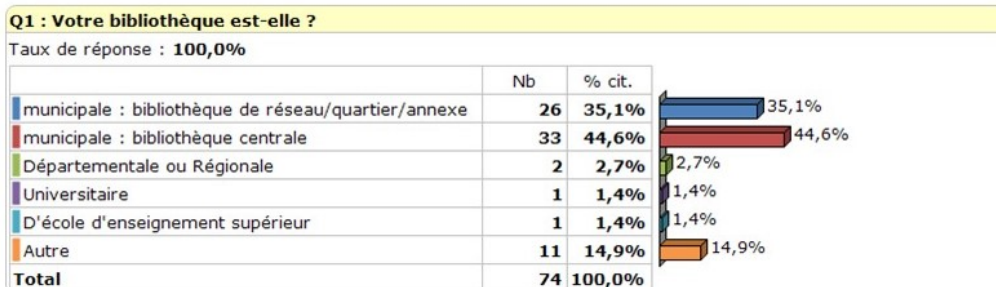 Q1 : Votre bibliothèque est-elle ?
Taux de réponse : 100,0%
Nb % cit.
municipale : bibliothèque de réseau/quartier/annexe 26 35,1% 35,1%
municipale : bibliothèque centrale 33 44,6% 44,6%
Départementale ou Régionale 2 2,7% 2,7%
Universitaire 1 1,4% 1,4%
D'école d'enseignement supérieur 1 1,4% 1,4%
Autre 11 14,9% 14,9%
Total 74 100,0%